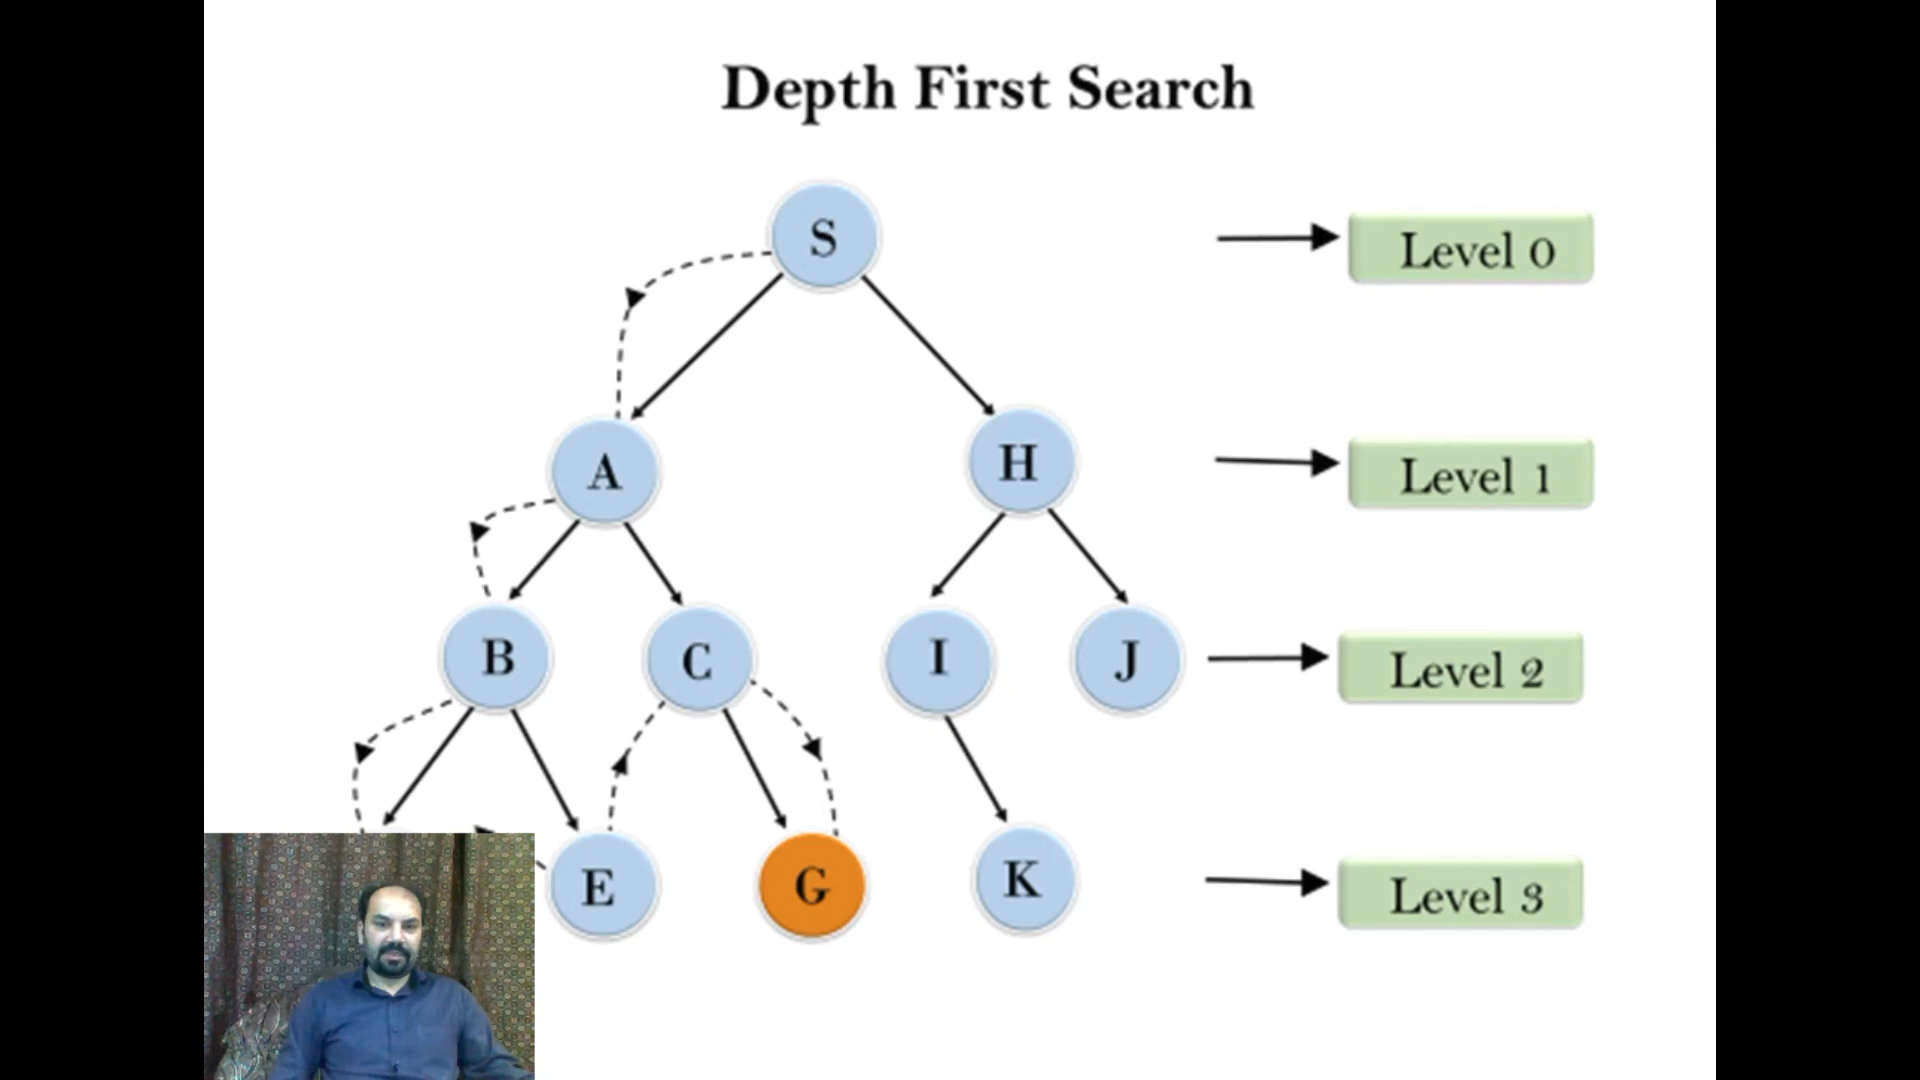 Depth First Search
S
Level 0
A
H
Level 1
B
C
I
J
Level 2
E
G
K
Level 3